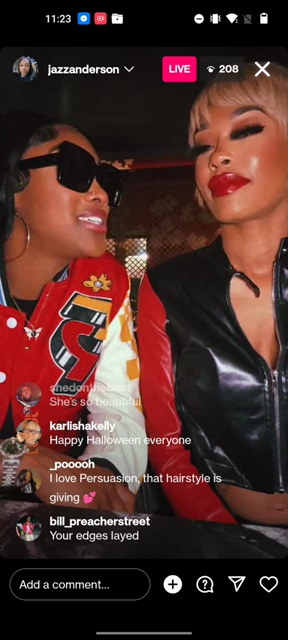 11:23
jazzanderson
LIVE
208
shedonthebeat
She's so beautiful
karlishakelly
Happy Halloween everyone
_pooooh
I love Persuasion, that hairstyle is
giving 💕
bill_preacherstreet
Your edges layed
Add a comment...